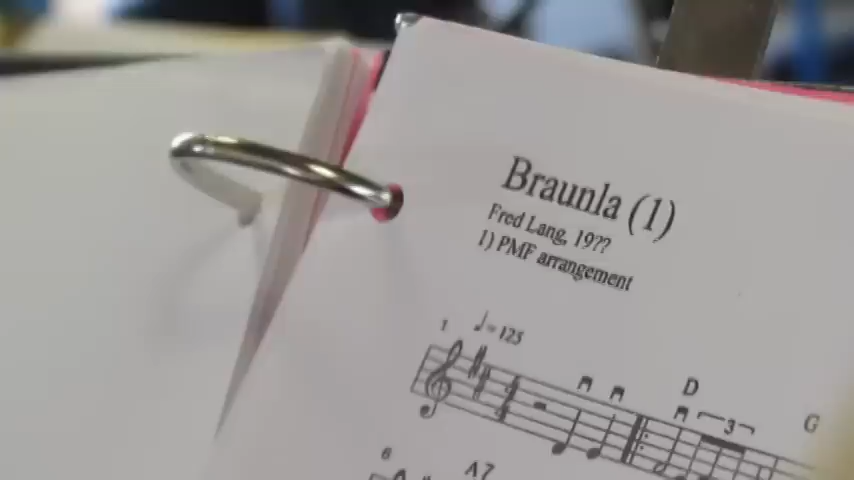 Braunla (1)
Fred Lang, 19??
1) PMF arrangement
1 ♩=125
D
3
G
6
A7